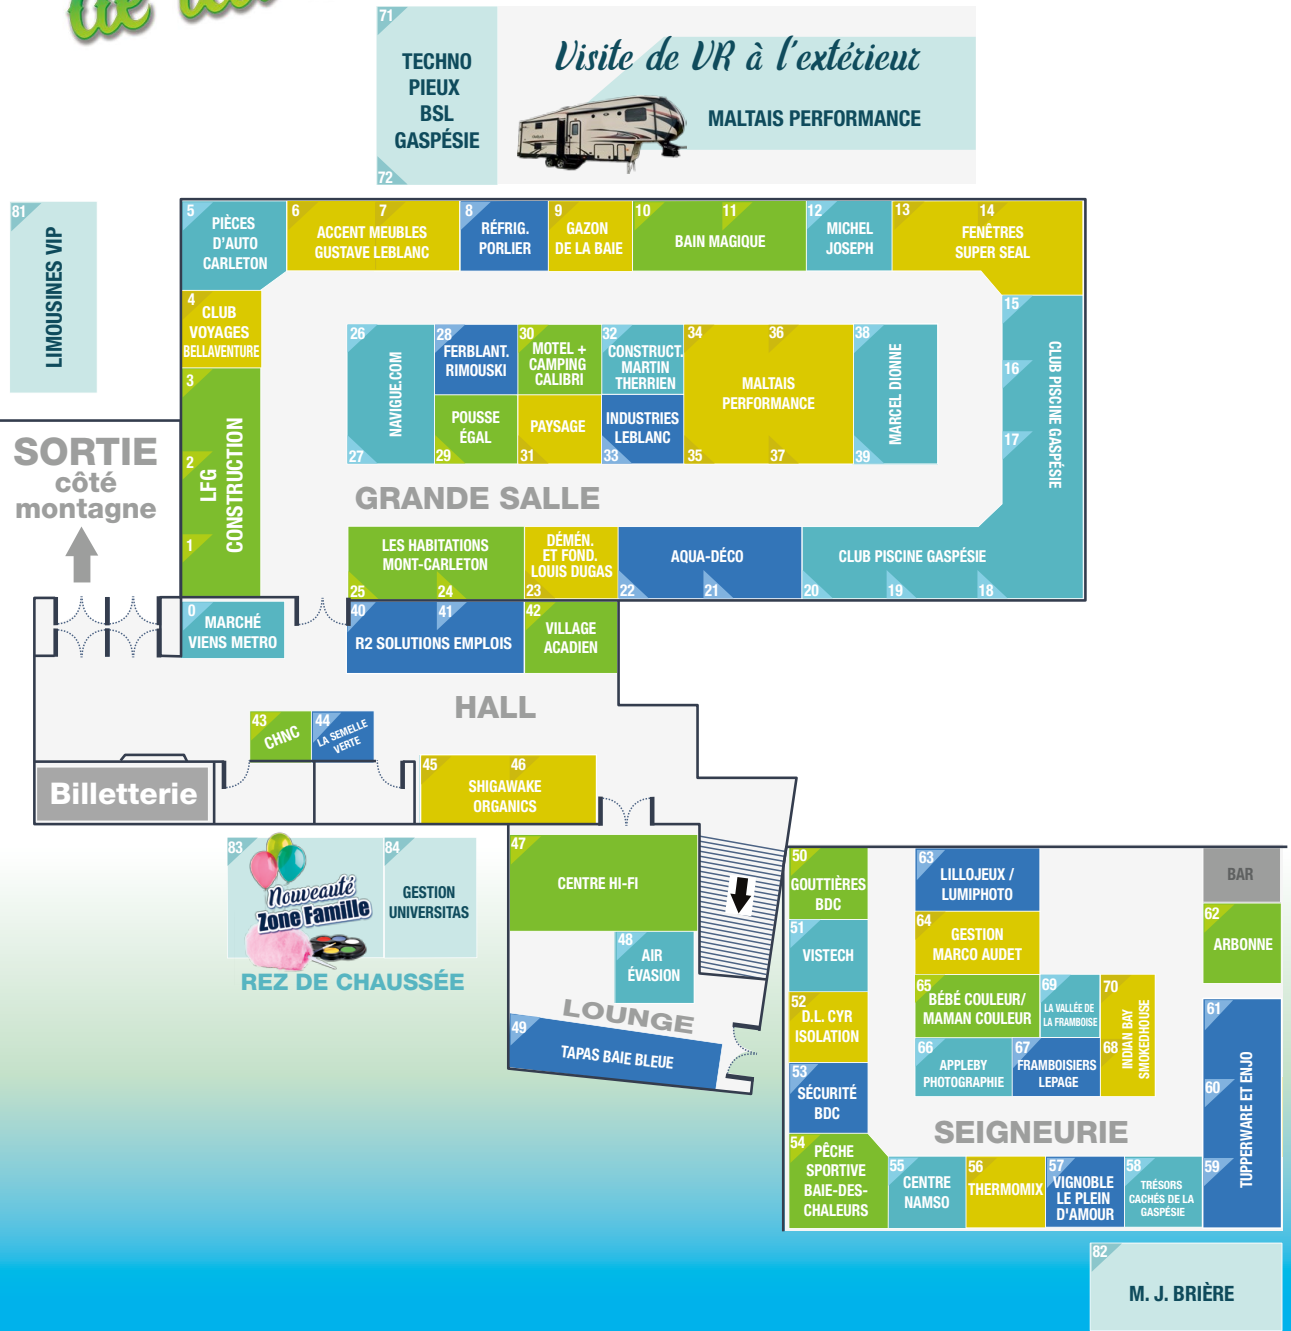 71
TECHNO
PIEUX
BSL
GASPÉSIE
72
Visite de VR à l'extérieur
MALTAIS PERFORMANCE
81
LIMOUSINES VIP
5
PIÈCES
D'AUTO
CARLETON
6
7
ACCENT MEUBLES
GUSTAVE LEBLANC
8
RÉFRIG.
PORLIER
9
GAZON
DE LA BAIE
10
11
BAIN MAGIQUE
12
MICHEL
JOSEPH
13
14
FENÊTRES
SUPER SEAL
4
CLUB
VOYAGES
BELLAVENTURE
3
2
1
LFG
CONSTRUCTION
26
NAVIGUE.COM
27
28
FERBLANT.
RIMOUSKI
30
MOTEL +
CAMPING
CALIBRI
32
CONSTRUCT.
MARTIN
THERRIEN
34
36
MALTAIS
PERFORMANCE
35
37
38
MARCEL DIONNE
39
POUSSE
ÉGAL
29
PAYSAGE
31
INDUSTRIES
LEBLANC
33
15
16
17
CLUB PISCINE GASPÉSIE
SORTIE
côté
montagne
GRANDE SALLE
LES HABITATIONS
MONT-CARLETON
25
24
DÉMÉN.
ET FOND.
LOUIS DUGAS
23
AQUA-DÉCO
22
21
CLUB PISCINE GASPÉSIE
20
19
18
0
MARCHÉ
VIENS METRO
40
41
R2 SOLUTIONS EMPLOIS
42
VILLAGE
ACADIEN
HALL
43
CHNC
44
LA SEMELLE
VERTE
Billetterie
45
46
SHIGAWAKE
ORGANICS
83
Nouveauté
Zone Famille
84
GESTION
UNIVERSITAS
REZ DE CHAUSSÉE
47
CENTRE HI-FI
48
AIR
ÉVASION
LOUNGE
49
TAPAS BAIE BLEUE
50
GOUTTIÈRES
BDC
51
VISTECH
52
D.L. CYR
ISOLATION
53
SÉCURITÉ
BDC
54
PÊCHE
SPORTIVE
BAIE-DES-
CHALEURS
63
LILLOJEUX /
LUMIPHOTO
64
GESTION
MARCO AUDET
65
BÉBÉ COULEUR/
MAMAN COULEUR
69
LA VALLÉE DE
LA FRAMBOISE
70
INDIAN BAY
SMOKEDHOUSE
68
66
APPLEBY
PHOTOGRAPHIE
67
FRAMBOISIERS
LEPAGE
BAR
62
ARBONNE
61
60
59
TUPPERWARE ET ENJO
SEIGNEURIE
55
CENTRE
NAMSO
56
THERMOMIX
57
VIGNOBLE
LE PLEIN
D'AMOUR
58
TRÉSORS
CACHÉS DE LA
GASPÉSIE
82
M. J. BRIÈRE